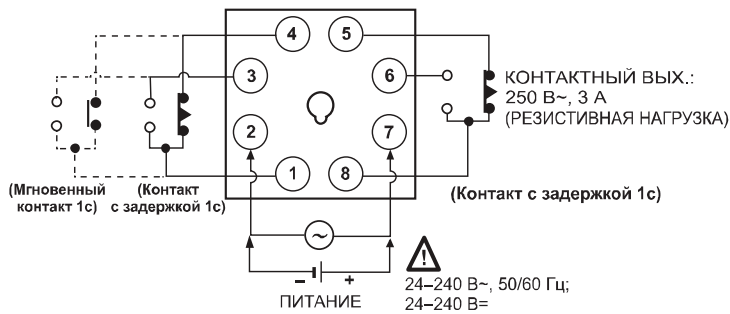 4
5
3
6
2
7
1
8
КОНТАКТНЫЙ ВЫХ.:
250 В~, 3 А
(РЕЗИСТИВНАЯ НАГРУЗКА)
(Мгновенный
контакт 1с)
(Контакт
с задержкой 1с)
(Контакт с задержкой 1с)
~
!
– +
ПИТАНИЕ
24–240 В~, 50/60 Гц;
24–240 В=